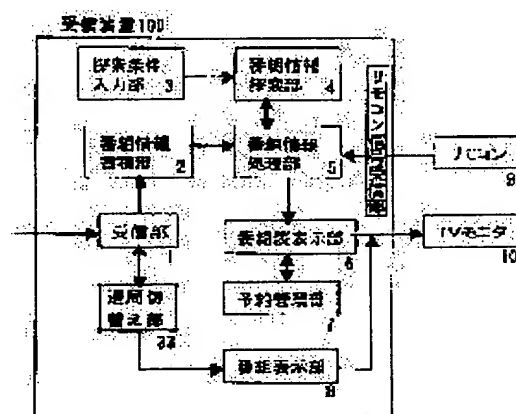 受信装置100
探索条件
入力部 3
番組情報
探索部 4
番組情報
蓄積部 2
番組情報
処理部 5
リモコン
9
受信部
1
番組表表示部
6
TVモニタ
10
選局切
替え部
22
予約管理部
7
番組表示部
8